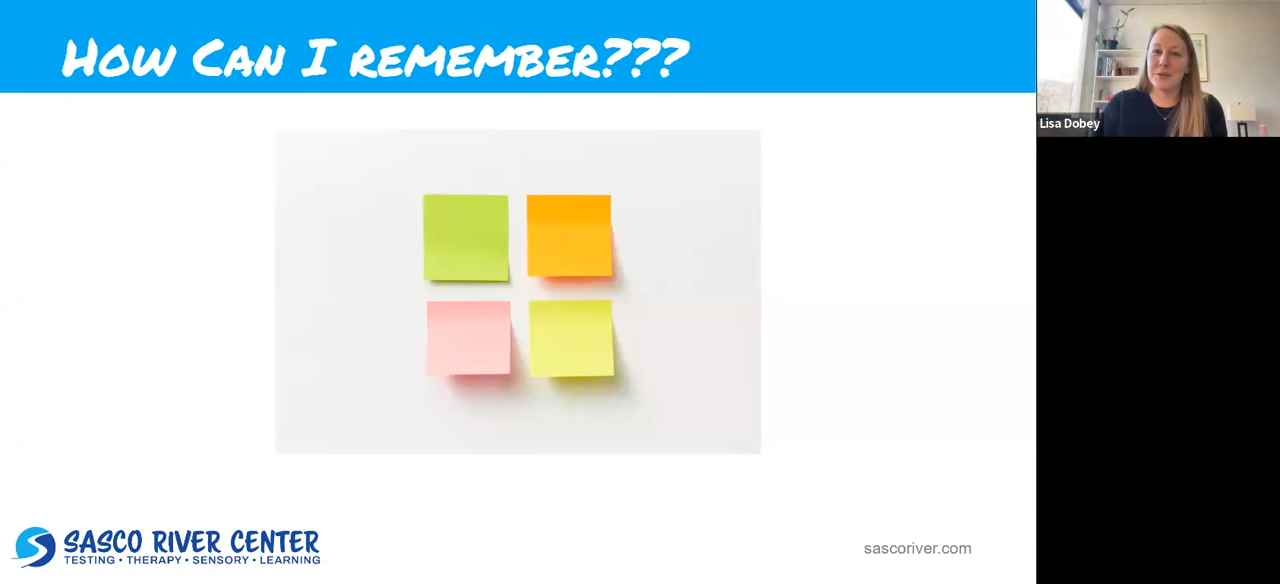 How Can I remember???
Lisa Dobey
SASCO RIVER CENTER
TESTING • THERAPY • SENSORY • LEARNING
sascoriver.com